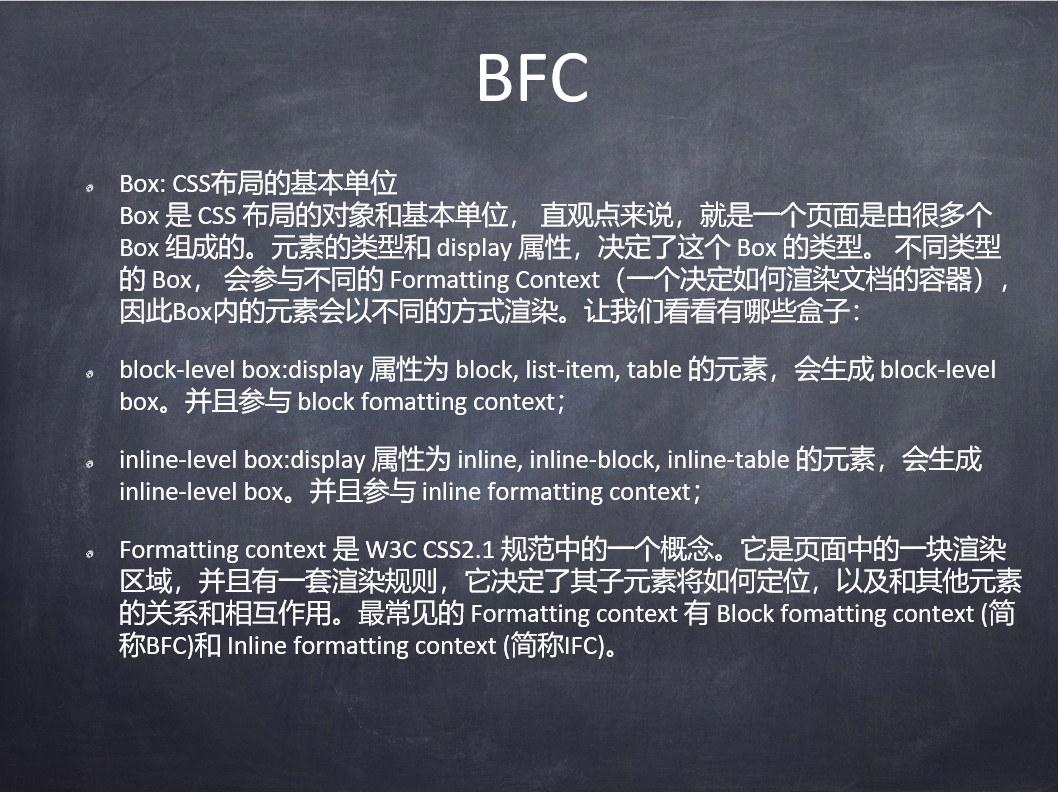 BFC
Box: CSS布局的基本单位
Box 是 CSS 布局的对象和基本单位， 直观点来说，就是一个页面是由很多个
Box 组成的。元素的类型和 display 属性，决定了这个 Box 的类型。 不同类型
的 Box， 会参与不同的 Formatting Context（一个决定如何渲染文档的容器），
因此Box内的元素会以不同的方式渲染。让我们看看有哪些盒子：
block-level box:display 属性为 block, list-item, table 的元素，会生成 block-level
box。并且参与 block fomatting context；
inline-level box:display 属性为 inline, inline-block, inline-table 的元素，会生成
inline-level box。并且参与 inline formatting context；
Formatting context 是 W3C CSS2.1 规范中的一个概念。它是页面中的一块渲染
区域，并且有一套渲染规则，它决定了其子元素将如何定位，以及和其他元素
的关系和相互作用。最常见的 Formatting context 有 Block fomatting context (简
称BFC)和 Inline formatting context (简称IFC)。